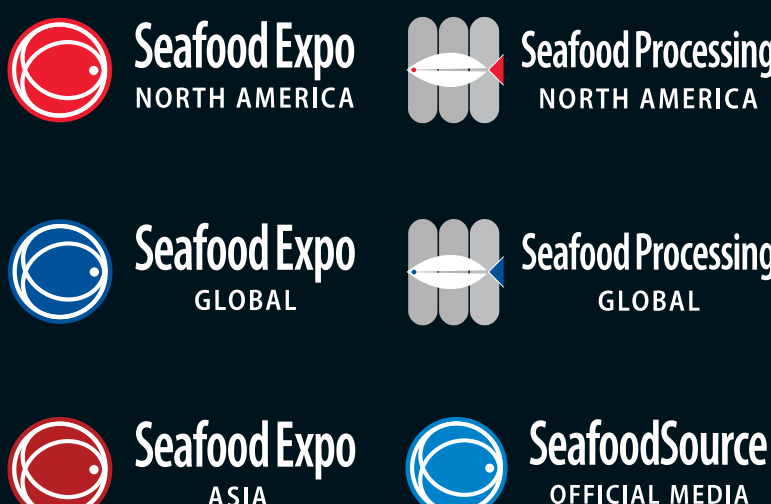 Seafood Expo
NORTH AMERICA
Seafood Processing
NORTH AMERICA
Seafood Expo
GLOBAL
Seafood Processing
GLOBAL
Seafood Expo
ASIA
SeafoodSource
OFFICIAL MEDIA